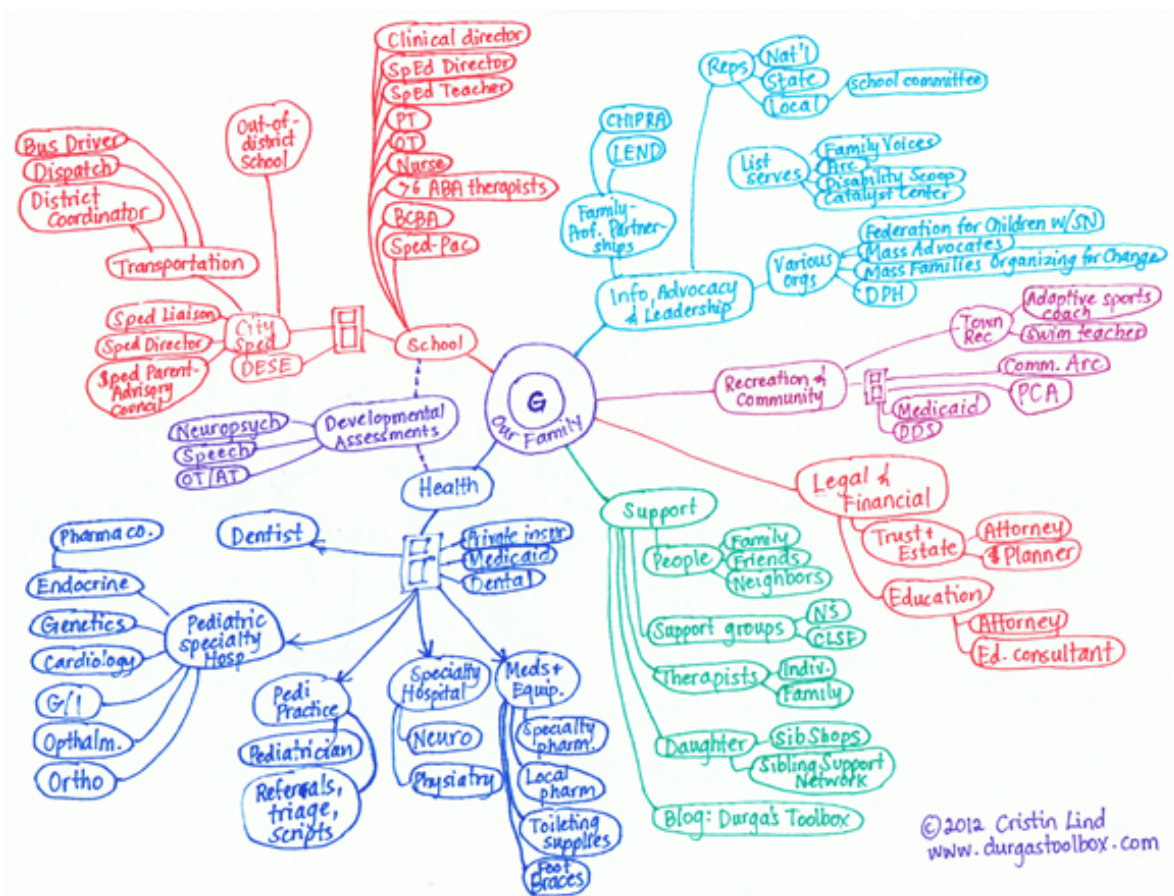 Clinical director
SpEd Director
SpEd Teacher
PT
OT
Nurse
>6 ABA therapists
BCBA
Sped-Pac
School
Out-of-
district
School
Bus Driver
Dispatch
District
Coordinator
Transportation
Sped Liaison
Sped Director
Sped Parent-
Advisory
Council
City
Sped
DESE
Reps
Nat'l
State
Local
School committee
CHIPRA
LEND
Family-
Prof. Partner-
ships
List
serves
Family Voices
Arc
Disability Scoop
Catalyst Center
Various
orgs
Federation for Children w/SN
Mass Advocates
Mass Families Organizing for Change
DPH
Info, Advocacy
& Leadership
Town
Rec
Adaptive sports
coach
Swim teacher
Recreation &
Community
Comm. Arc
PCA
Medicaid
DDS
G
Our Family
Developmental
Assessments
Neuropsych
Speech
OT/AT
Health
Dentist
Private insur
Medicaid
Dental
Pharma co.
Endocrine
Genetics
Cardiology
G/I
Opthalm.
Ortho
Pediatric
Specialty
Hosp
Pedi
Practice
Pediatrician
Referrals,
triage,
scripts
Specialty
Hospital
Neuro
Physiatry
Meds +
Equip.
Specialty
pharm.
Local
pharm
Toileting
supplies
Foot
Braces
Support
People
Family
Friends
Neighbors
Support groups
NS
CLSF
Therapists
Indiv.
Family
Daughter
SibShops
Sibling Support
Network
Blog: Durga's Toolbox
Legal &
Financial
Trust +
Estate
Attorney
$ Planner
Education
Attorney
Ed. consultant
©2012 Cristin Lind
www.durgastoolbox.com